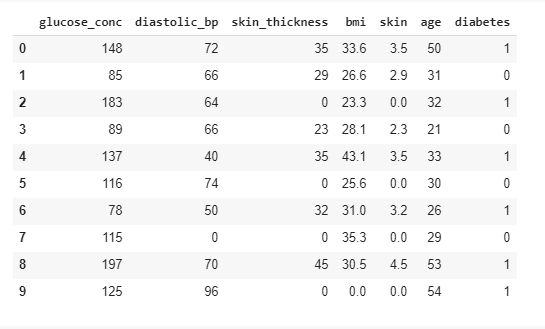 glucose_conc diastolic_bp skin_thickness bmi skin age diabetes
0 148 72 35 33.6 3.5 50 1
1 85 66 29 26.6 2.9 31 0
2 183 64 0 23.3 0.0 32 1
3 89 66 23 28.1 2.3 21 0
4 137 40 35 43.1 3.5 33 1
5 116 74 0 25.6 0.0 30 0
6 78 50 32 31.0 3.2 26 1
7 115 0 0 35.3 0.0 29 0
8 197 70 45 30.5 4.5 53 1
9 125 96 0 0.0 0.0 54 1